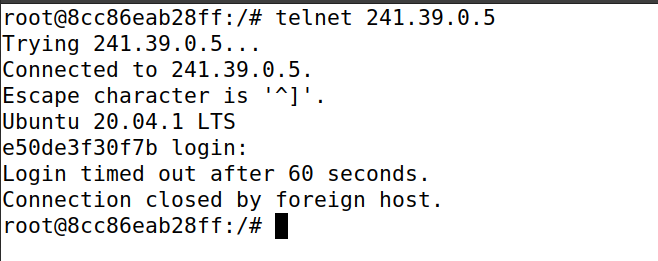 root@8cc86eab28ff:/# telnet 241.39.0.5
Trying 241.39.0.5...
Connected to 241.39.0.5.
Escape character is '^]'.
Ubuntu 20.04.1 LTS
e50de3f30f7b login:
Login timed out after 60 seconds.
Connection closed by foreign host.
root@8cc86eab28ff:/#